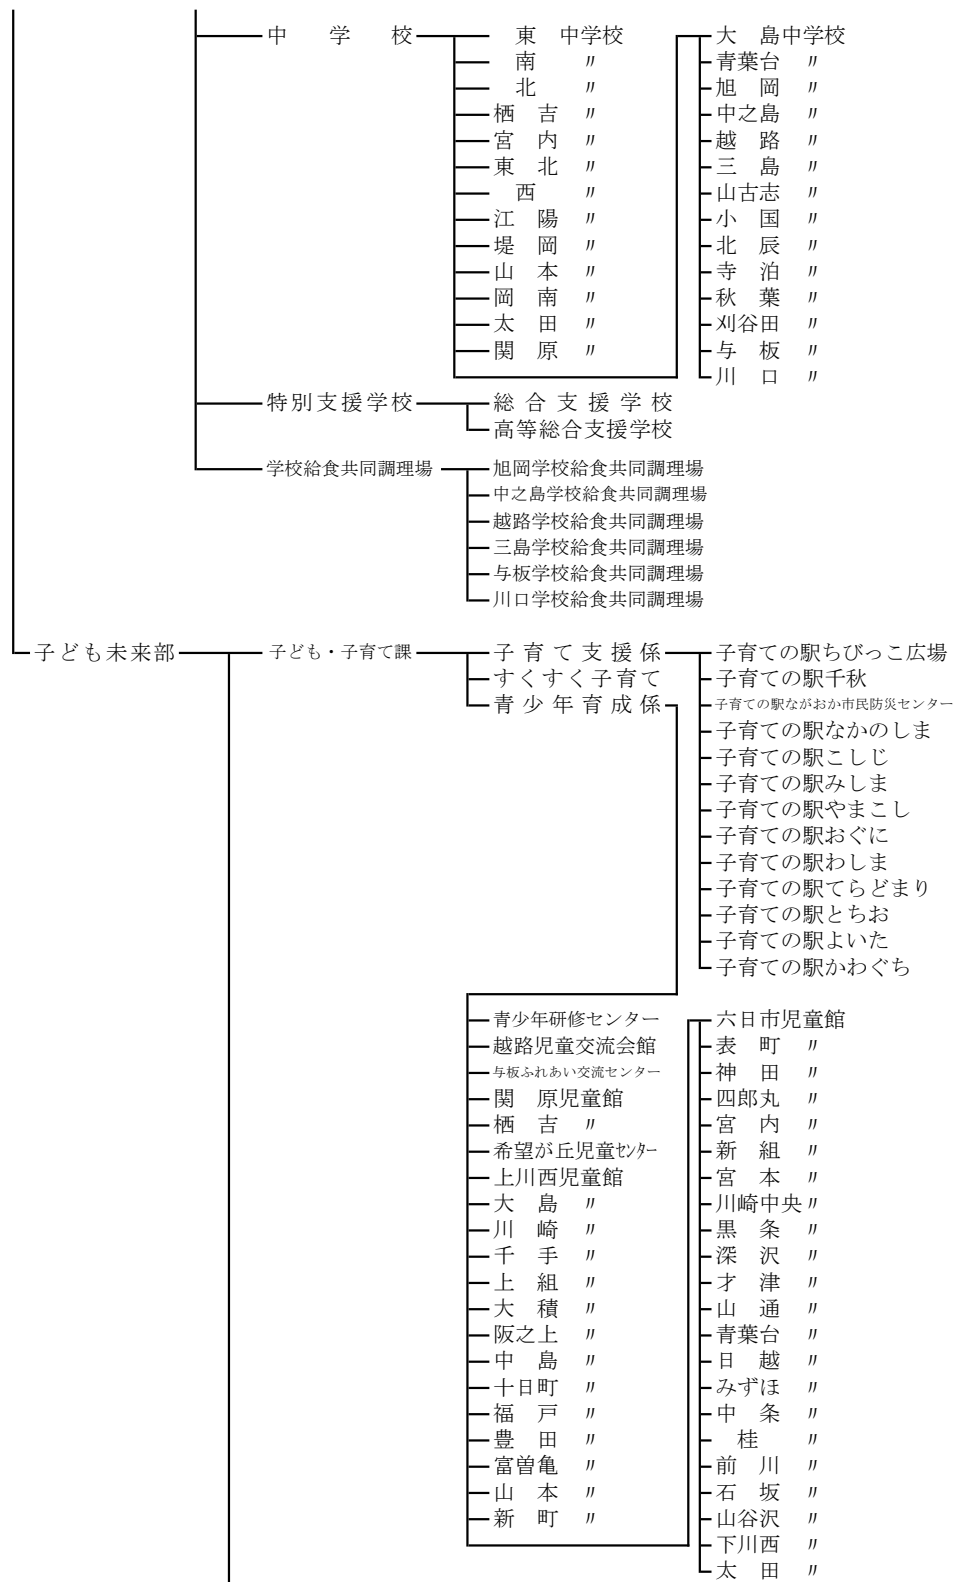 中学校
東中学校
南〃
北〃
栖吉〃
宮内〃
東北〃
西〃
江陽〃
堤岡〃
山本〃
岡南〃
太田〃
関原〃
大島中学校
青葉台〃
旭岡〃
中之島〃
越路〃
三島〃
山古志〃
小国〃
北辰〃
寺泊〃
秋葉〃
刈谷田〃
与板〃
川口〃
特別支援学校
総合支援学校
高等総合支援学校
学校給食共同調理場
旭岡学校給食共同調理場
中之島学校給食共同調理場
越路学校給食共同調理場
三島学校給食共同調理場
与板学校給食共同調理場
川口学校給食共同調理場
子ども未来部
子ども・子育て課
子育て支援係
すくすく子育て
青少年育成係
子育ての駅ちびっこ広場
子育ての駅千秋
子育ての駅ながおか市民防災センター
子育ての駅なかのしま
子育ての駅こしじ
子育ての駅みしま
子育ての駅やまこし
子育ての駅おぐに
子育ての駅わしま
子育ての駅てらどまり
子育ての駅とちお
子育ての駅よいた
子育ての駅かわぐち
青少年研修センター
越路児童交流会館
与板ふれあい交流センター
関原児童館
栖吉〃
希望が丘児童ｾﾝﾀｰ
上川西児童館
大島〃
川崎〃
千手〃
上組〃
大積〃
阪之上〃
中島〃
十日町〃
福戸〃
豊田〃
富曽亀〃
山本〃
新町〃
六日市児童館
表町〃
神田〃
四郎丸〃
宮内〃
新組〃
宮本〃
川崎中央〃
黒条〃
深沢〃
才津〃
山通〃
青葉台〃
日越〃
みずほ〃
中条〃
桂〃
前川〃
石坂〃
山谷沢〃
下川西〃
太田〃